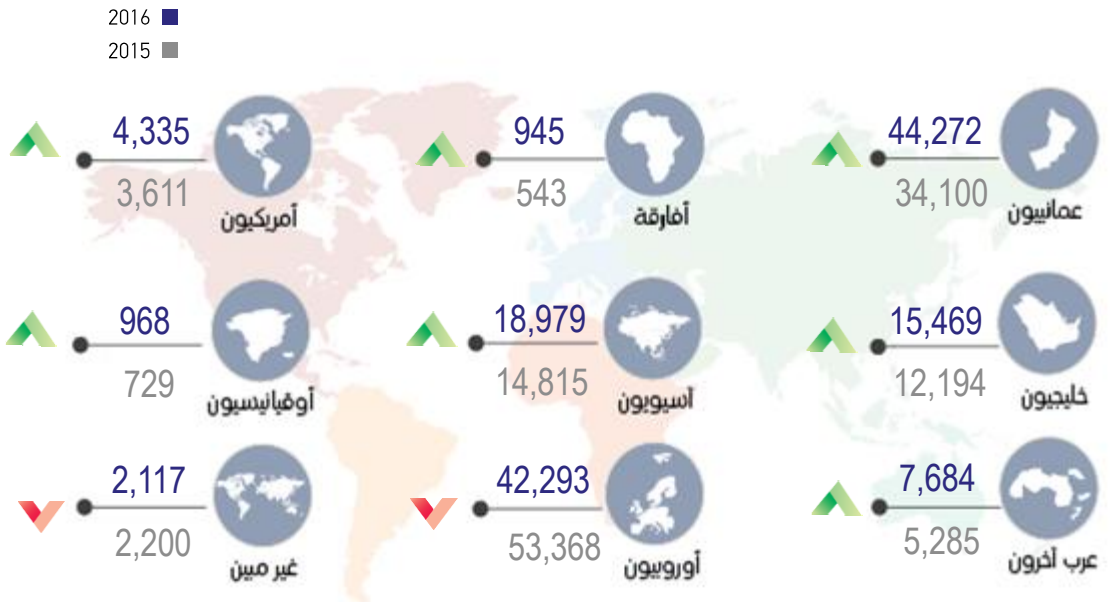 2016
2015
44,272
34,100
عمانييون
945
543
أفارقة
4,335
3,611
أمريكيون
15,469
12,194
خليجيون
18,979
14,815
آسيويون
968
729
أوقيانيسيون
7,684
5,285
عرب آخرون
42,293
53,368
أوروبيون
2,117
2,200
غير مبين